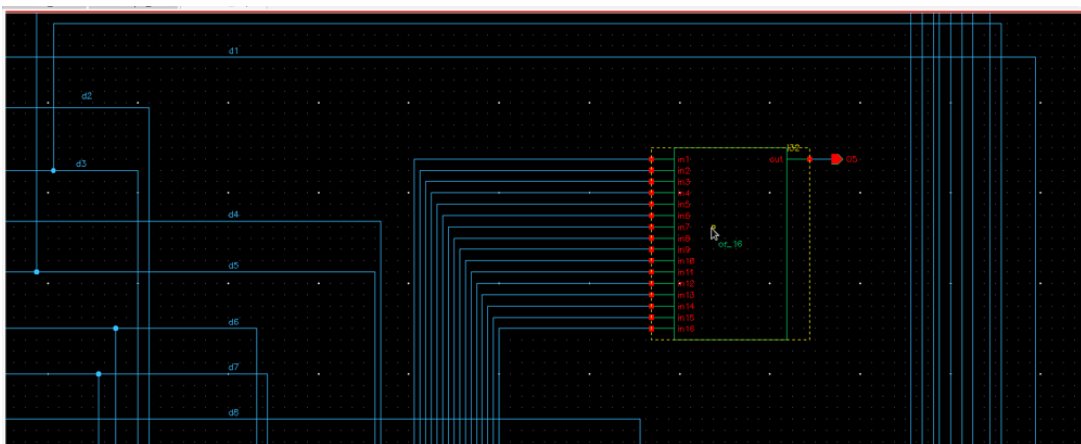 d1
d2
d3
d4
d5
d6
d7
d8
in1
in2
in3
in4
in5
in6
in7
in8
in9
in10
in11
in12
in13
in14
in15
in16
out
I32
or_16